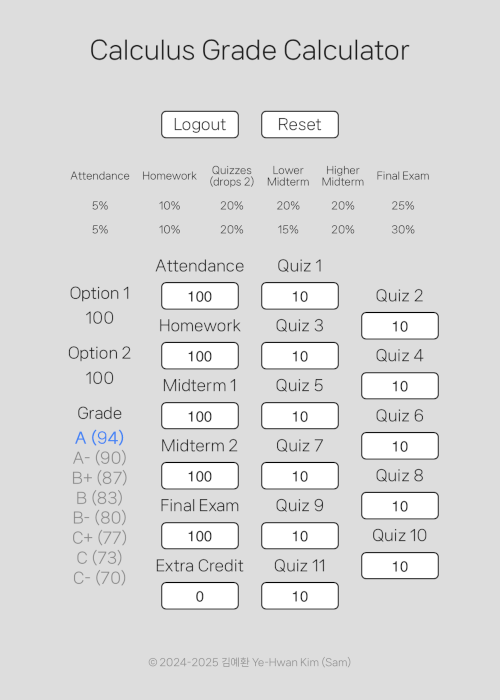 Calculus Grade Calculator
Logout Reset
Attendance Homework Quizzes (drops 2) Lower Midterm Higher Midterm Final Exam
5% 10% 20% 20% 20% 25%
5% 10% 20% 15% 20% 30%
Attendance Quiz 1
Option 1 100 10 Quiz 2
100 Homework Quiz 3 10
Option 2 100 10 Quiz 4
100 Midterm 1 Quiz 5 10
Grade 100 10 Quiz 6
A (94) Midterm 2 Quiz 7 10
A- (90)
B+ (87) 100 10 Quiz 8
B (83) Final Exam Quiz 9 10
B- (80)
C+ (77) 100 10 Quiz 10
C (73) Extra Credit Quiz 11 10
C- (70)
0 10
© 2024-2025 김예환 Ye-Hwan Kim (Sam)